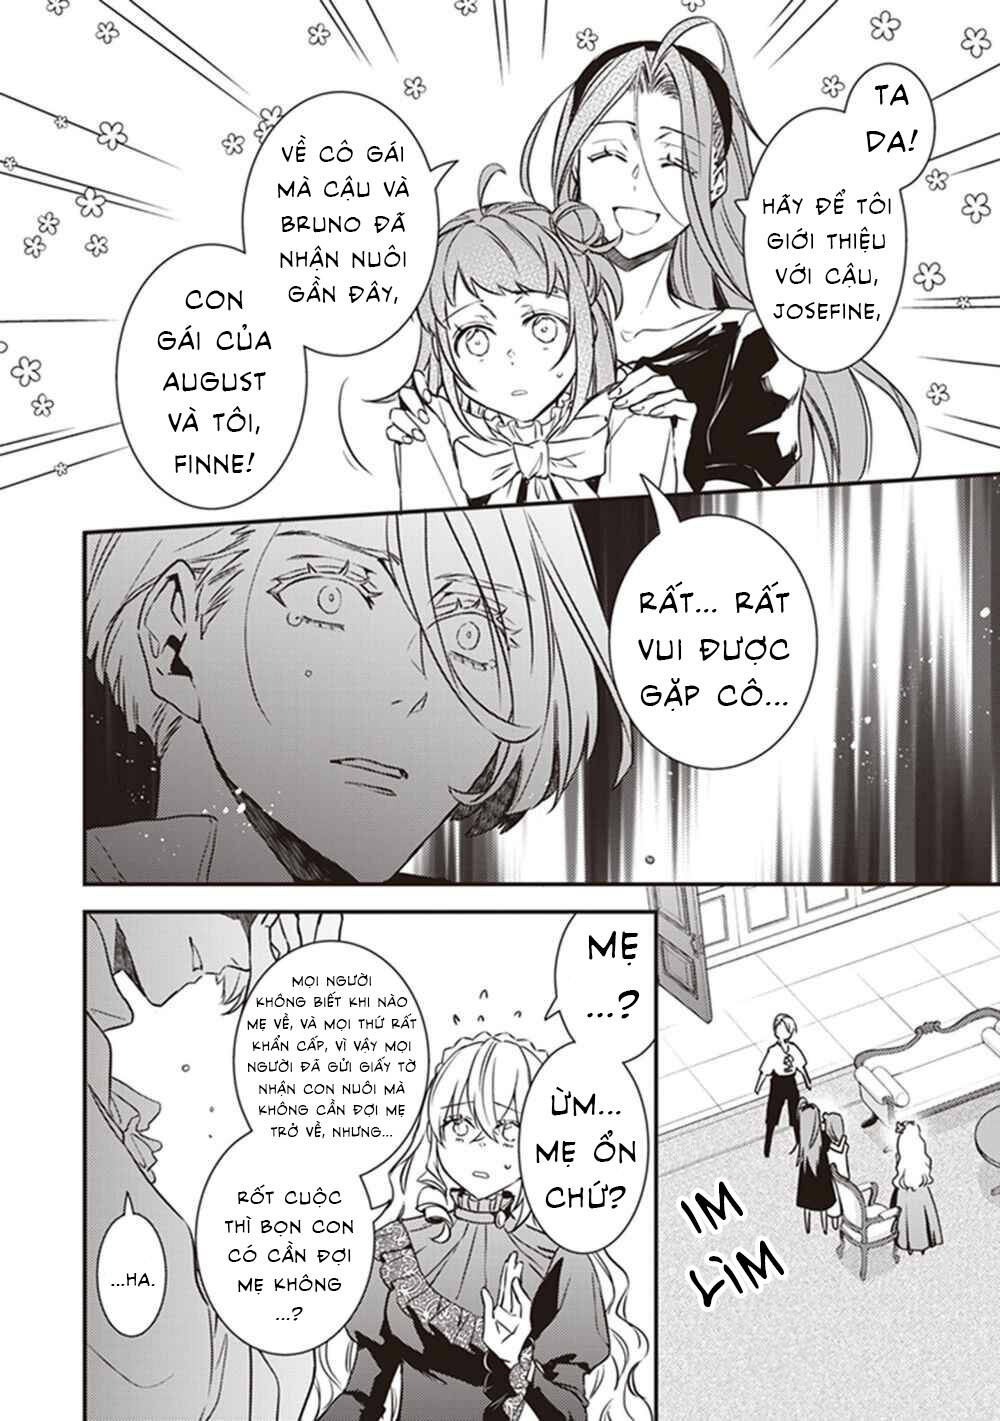 TA
DA!
HÃY ĐỂ TÔI
GIỚI THIỆU
VỚI CẬU,
JOSEFINE,
VỀ CÔ GÁI
MÀ CẬU VÀ
BRUNO ĐÃ
NHẬN NUÔI
GẦN ĐÂY,
CON
GÁI CỦA
AUGUST
VÀ TÔI,
FINNE!
RẤT... RẤT
VUI ĐƯỢC
GẶP CÔ...
IM
LÌM
MẸ
...?
ỪM...
MẸ ỔN
CHỨ?
MỌI NGƯỜI
KHÔNG BIẾT KHI NÀO
MẸ VỀ, VÀ MỌI THỨ RẤT
KHẨN CẤP, VÌ VẬY MỌI
NGƯỜI ĐÃ GỬI GIẤY TỜ
NHẬN CON NUÔI MÀ
KHÔNG CẦN ĐỢI MẸ
TRỞ VỀ, NHƯNG...
RỐT CUỘC
THÌ BỌN CON
CÓ CẦN ĐỢI
MẸ KHÔNG
...?
...HA.